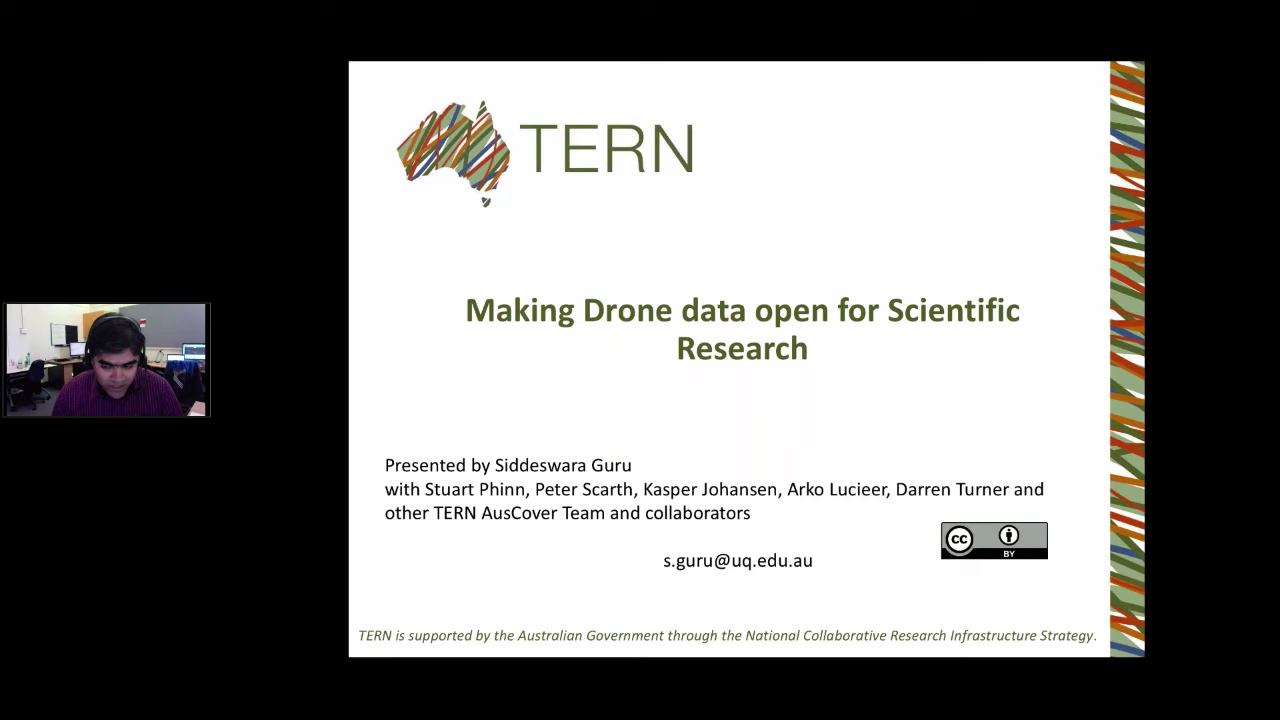 TERN
Making Drone data open for Scientific
Research
Presented by Siddeswara Guru
with Stuart Phinn, Peter Scarth, Kasper Johansen, Arko Lucieer, Darren Turner and
other TERN AusCover Team and collaborators
cc
BY
s.guru@uq.edu.au
TERN is supported by the Australian Government through the National Collaborative Research Infrastructure Strategy.